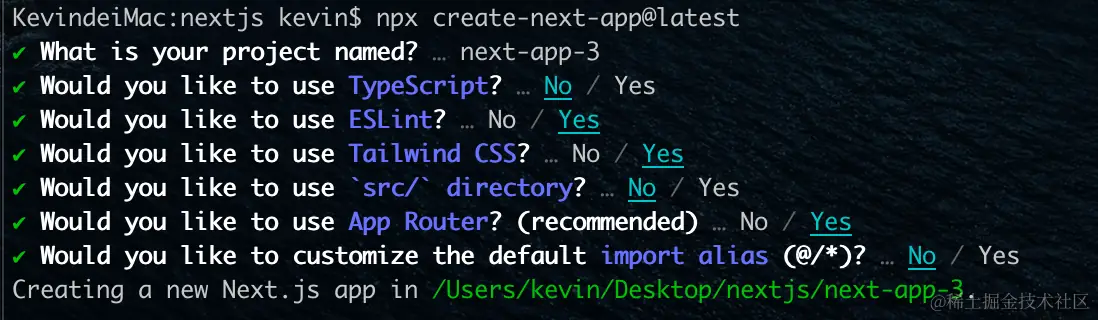 KevindeiMac:nextjs kevin$ npx create-next-app@latest
✔ What is your project named? … next-app-3
✔ Would you like to use TypeScript? … No / Yes
✔ Would you like to use ESLint? … No / Yes
✔ Would you like to use Tailwind CSS? … No / Yes
✔ Would you like to use `src/` directory? … No / Yes
✔ Would you like to use App Router? (recommended) … No / Yes
✔ Would you like to customize the default import alias (@/*)? … No / Yes
Creating a new Next.js app in /Users/kevin/Desktop/nextjs/next-app-3.
@稀土掘金技术社区